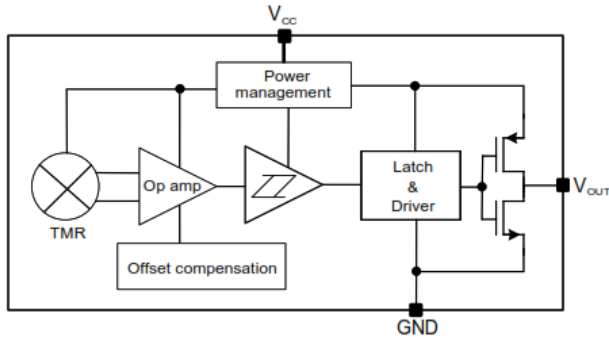 VCC
Power
management
Op amp
Latch
&
Driver
VOUT
TMR
Offset compensation
GND